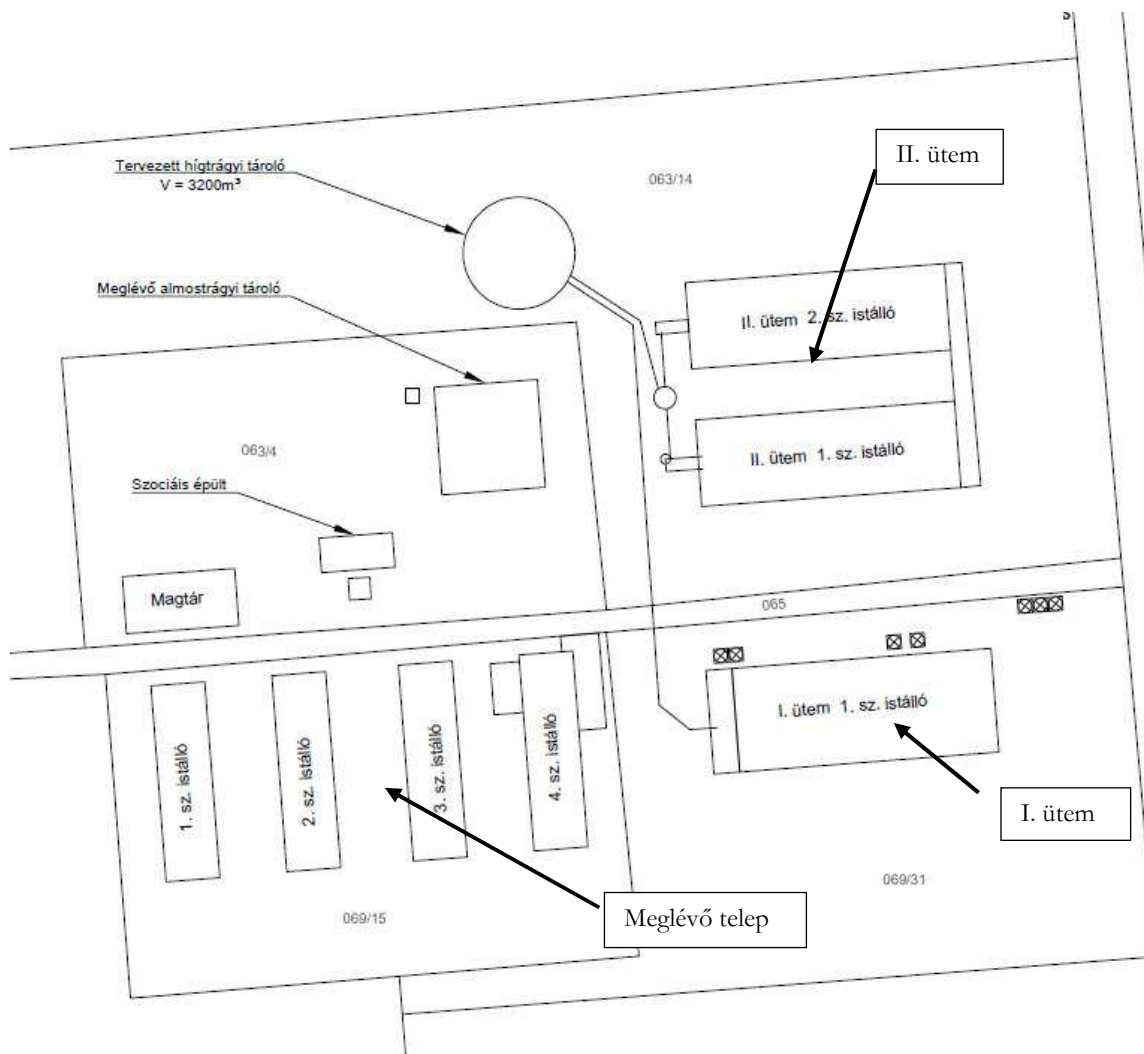 S
II. ütem
Tervezett hígtrágyi tároló
V = 3200m³
063/14
Meglévő almostrágyi tároló
II. ütem 2. sz. istálló
063/4
II. ütem 1. sz. istálló
Szociáis épült
Magtár
065
I. ütem 1. sz. istálló
1. sz. istálló
2. sz. istálló
3. sz. istálló
4. sz. istálló
I. ütem
069/31
069/15
Meglévő telep